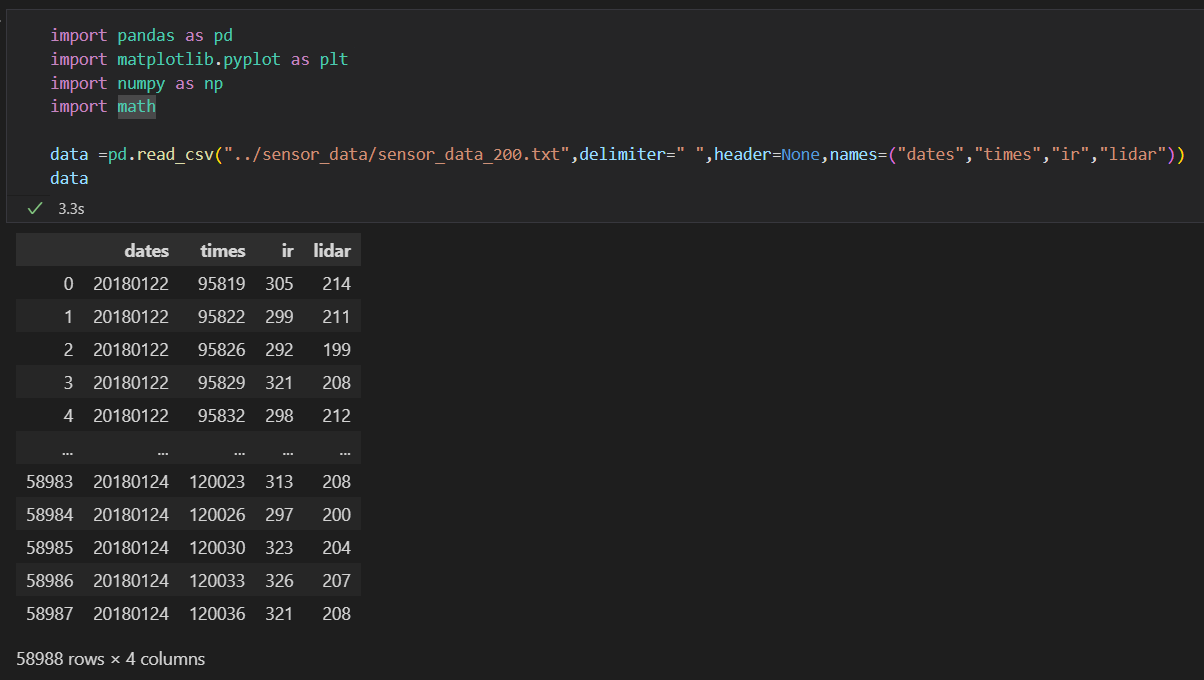 import pandas as pd
import matplotlib.pyplot as plt
import numpy as np
import math
data =pd.read_csv("../sensor_data/sensor_data_200.txt",delimiter=" ",header=None,names=("dates","times","ir","lidar"))
data
3.3s
dates times ir lidar
0 20180122 95819 305 214
1 20180122 95822 299 211
2 20180122 95826 292 199
3 20180122 95829 321 208
4 20180122 95832 298 212
... ... ... ... ...
58983 20180124 120023 313 208
58984 20180124 120026 297 200
58985 20180124 120030 323 204
58986 20180124 120033 326 207
58987 20180124 120036 321 208
58988 rows × 4 columns